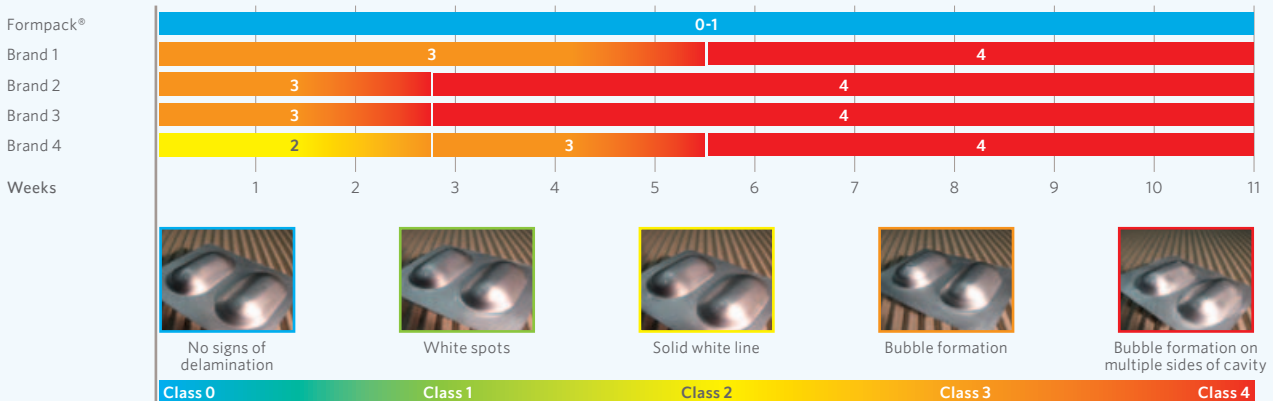 Formpack® 0-1
Brand 1 3 4
Brand 2 3 4
Brand 3 3 4
Brand 4 2 3 4
Weeks 1 2 3 4 5 6 7 8 9 10 11
No signs of
delamination
White spots
Solid white line
Bubble formation
Bubble formation on
multiple sides of cavity
Class 0 Class 1 Class 2 Class 3 Class 4